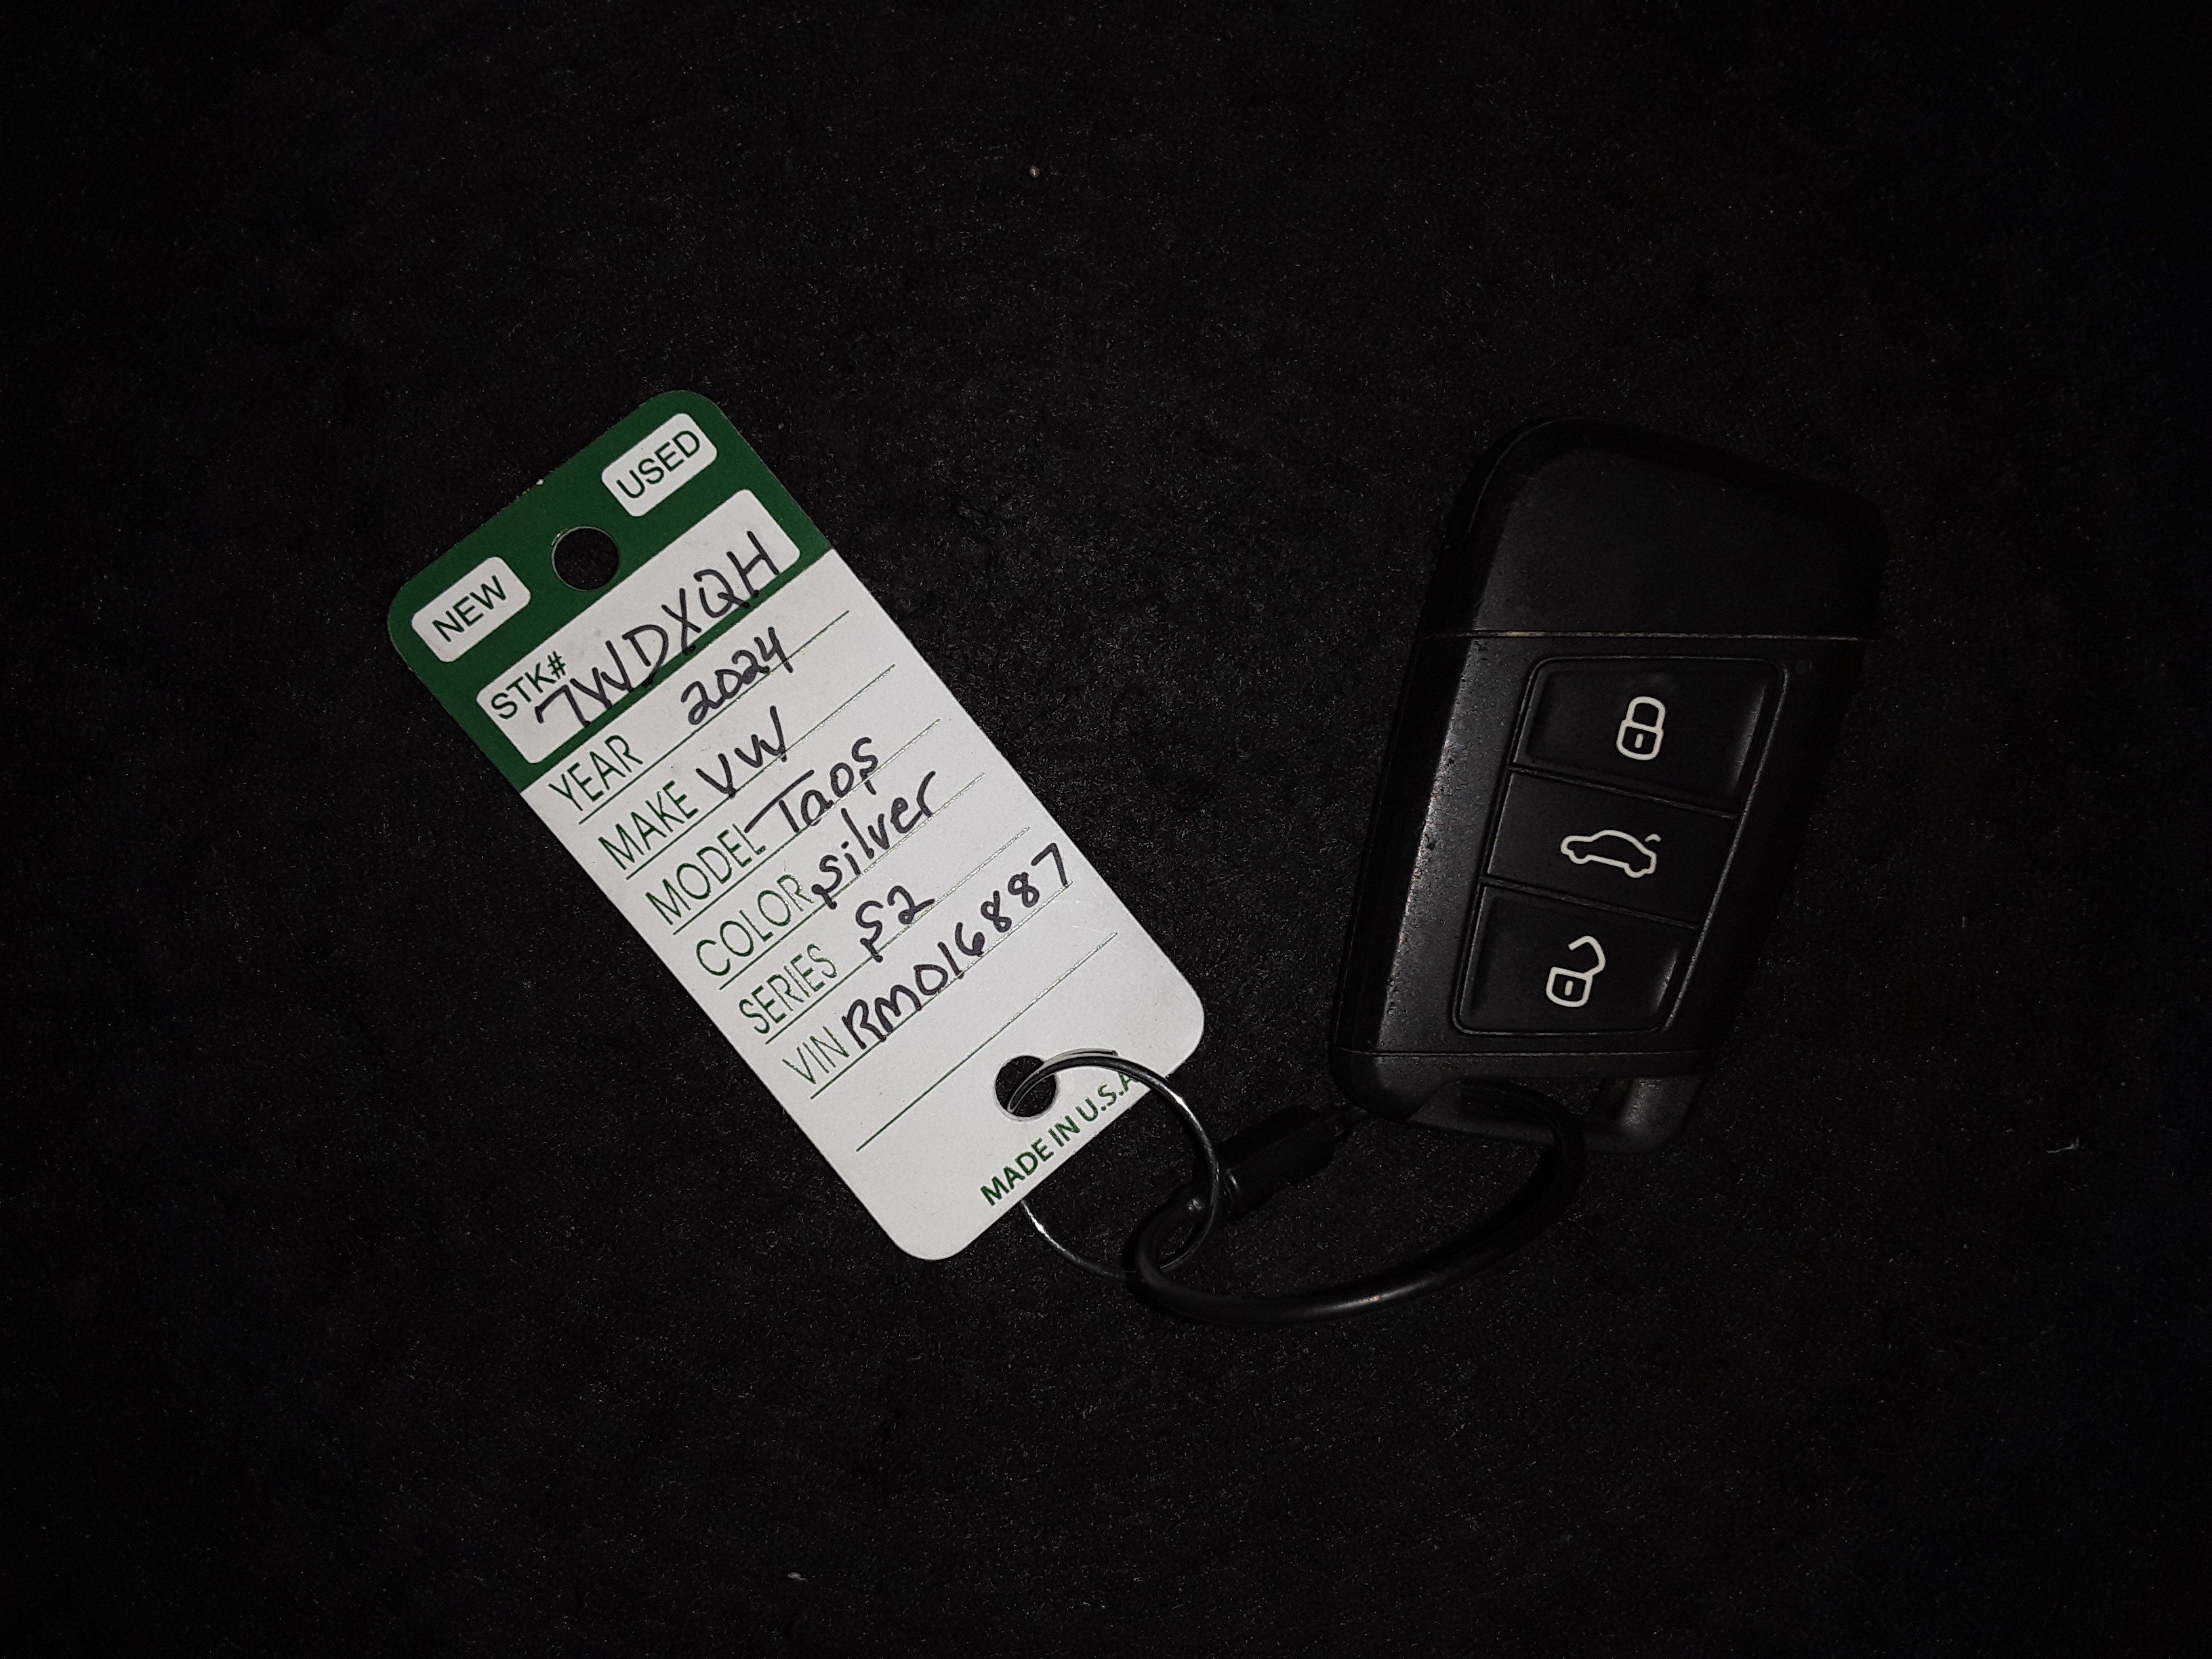 NEW USED
STK# 7WDXQH
YEAR 2024
MAKE VW
MODEL Taos
COLOR silver
SERIES S2
VIN RM016887
MADE IN U.S.A.